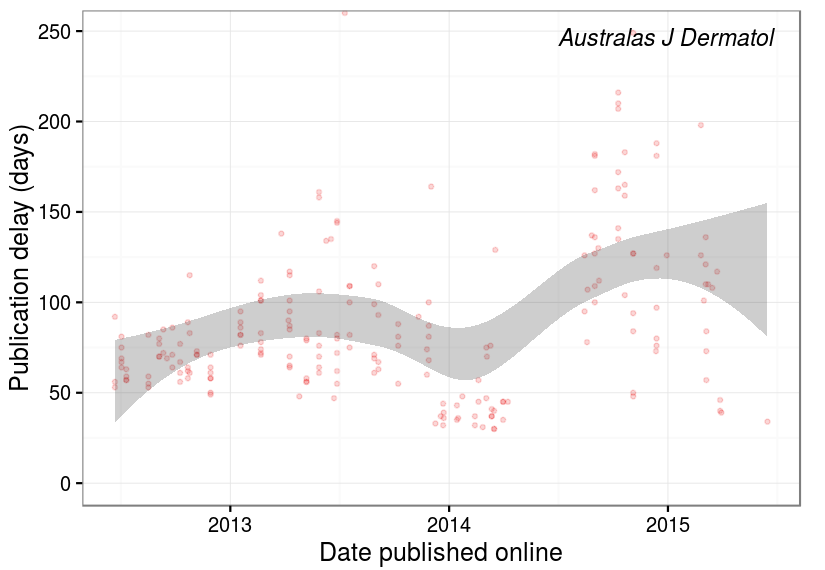 Australas J Dermatol
Publication delay (days)
250
200
150
100
50
0
2013 2014 2015
Date published online